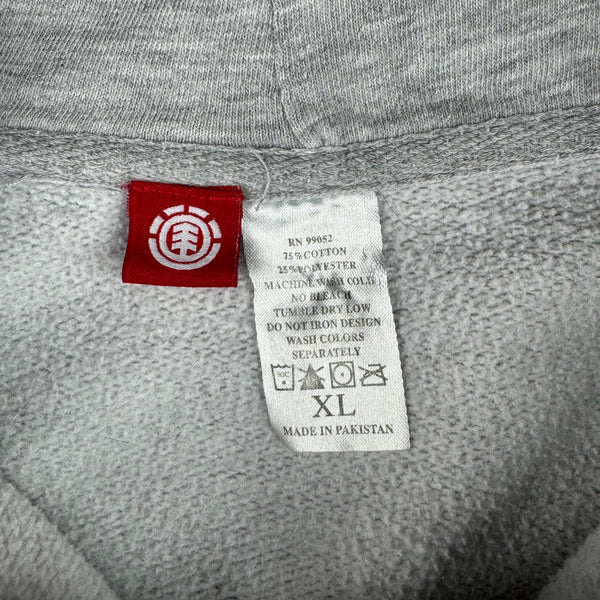 RN 99052
75% COTTON
25% POLYESTER
MACHINE WASH COLD
NO BLEACH
TUMBLE DRY LOW
DO NOT IRON DESIGN
WASH COLORS
SEPARATELY
30C
XL
MADE IN PAKISTAN